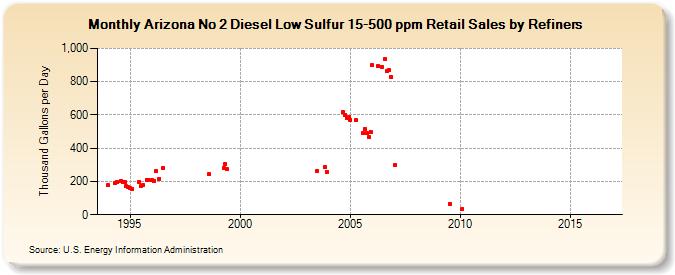 Monthly Arizona No 2 Diesel Low Sulfur 15-500 ppm Retail Sales by Refiners
Thousand Gallons per Day
1,000
800
600
400
200
0
1995 2000 2005 2010 2015
Source: U.S. Energy Information Administration